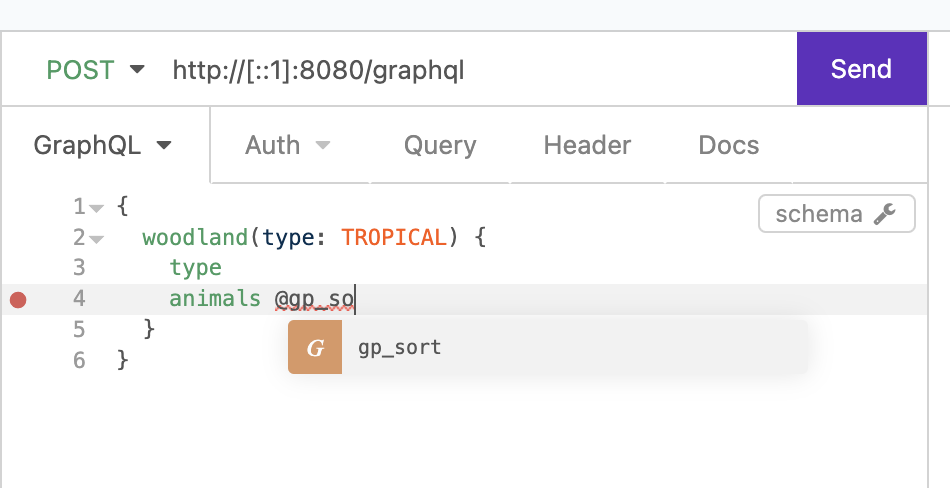 POST http://[::1]:8080/graphql Send
GraphQL Auth Query Header Docs
schema
1 {
2 woodland(type: TROPICAL) {
3 type
4 animals @gp_so
5 }
6 }
G gp_sort